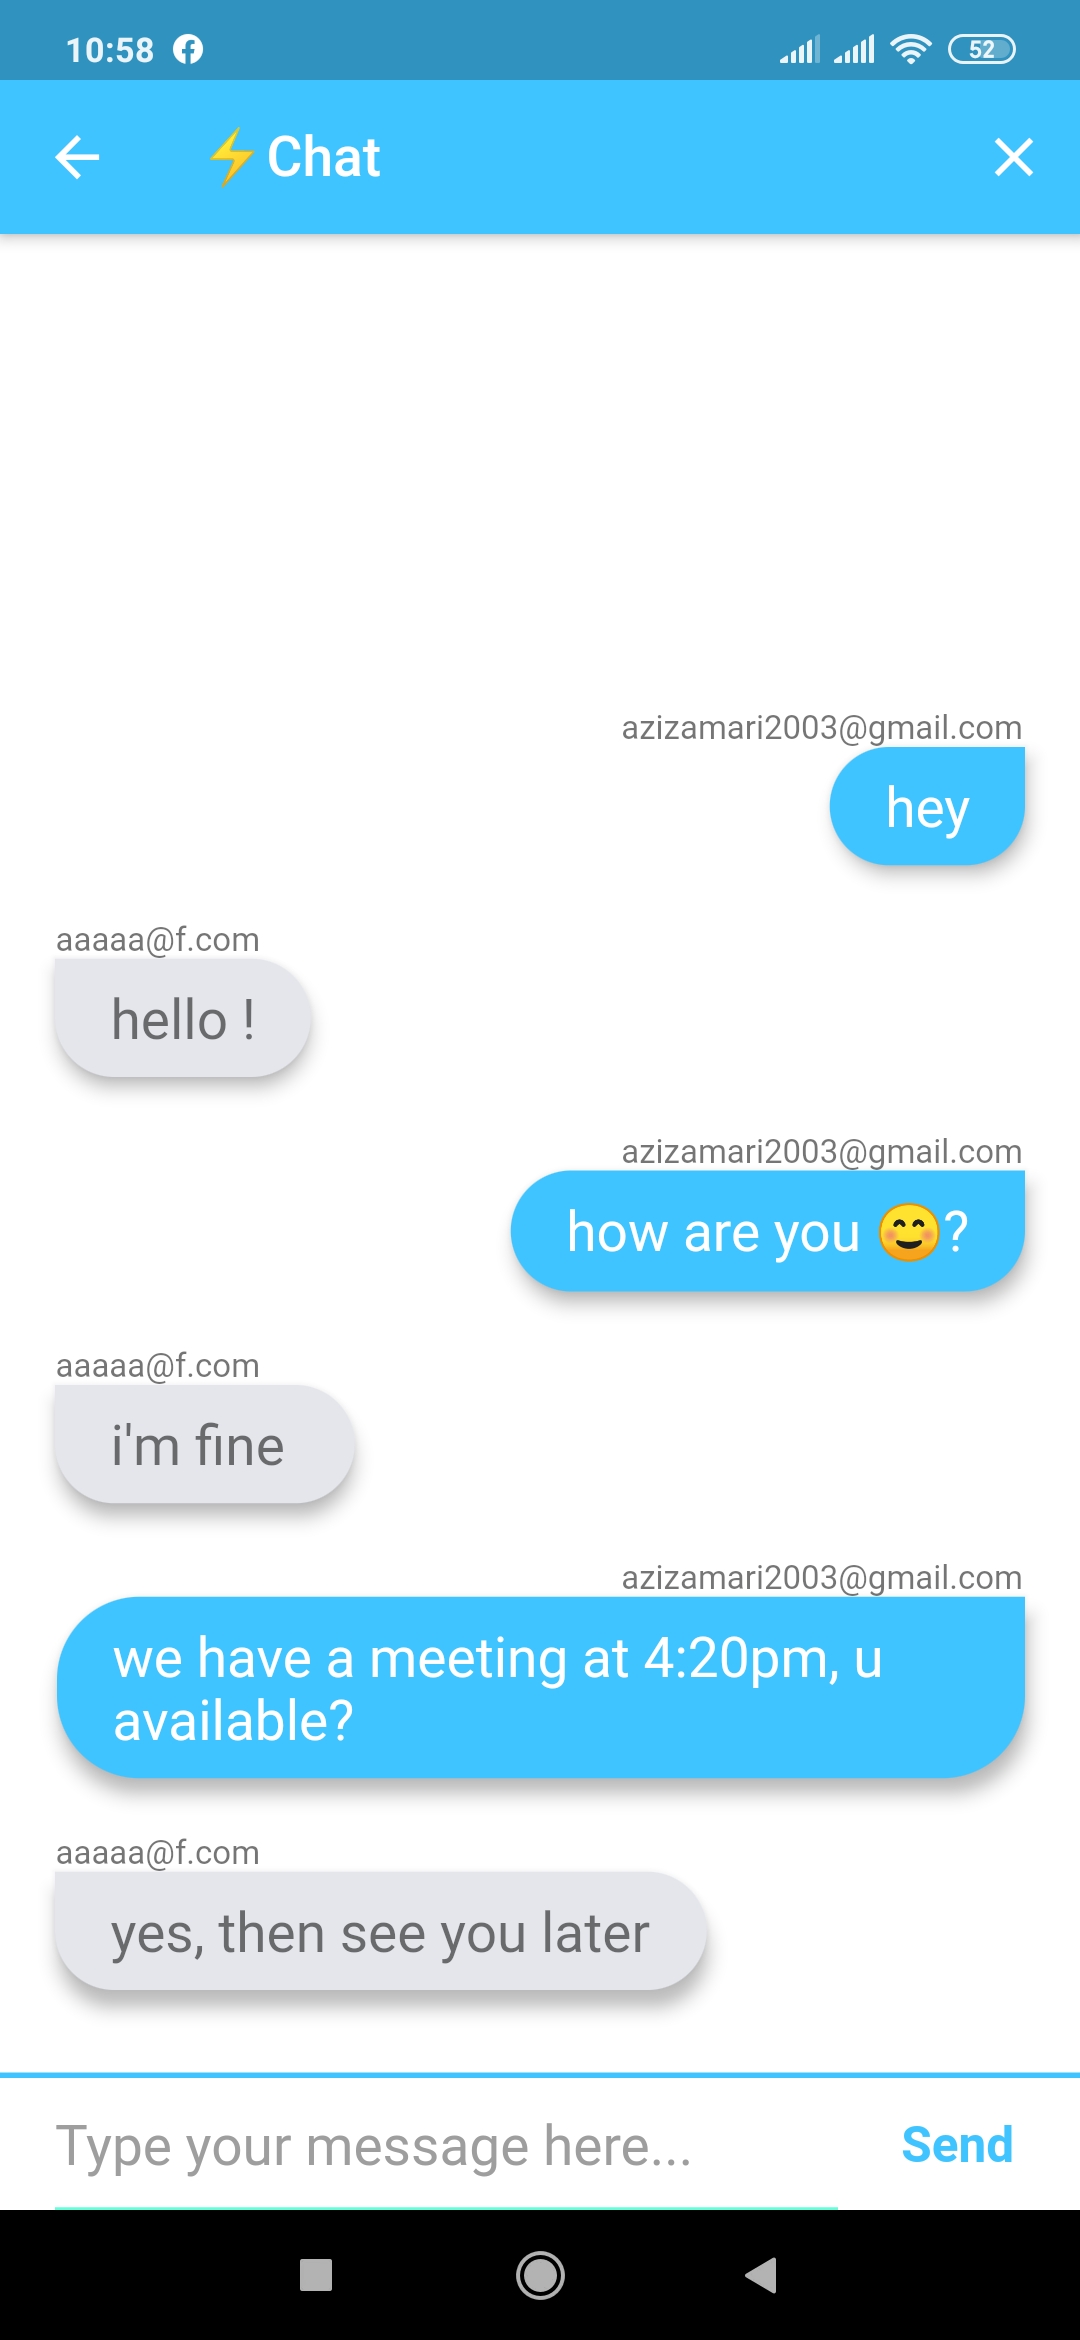 10:58
52
⚡Chat
azizamari2003@gmail.com
hey
aaaaa@f.com
hello !
azizamari2003@gmail.com
how are you 😊?
aaaaa@f.com
i'm fine
azizamari2003@gmail.com
we have a meeting at 4:20pm, u
available?
aaaaa@f.com
yes, then see you later
Type your message here...
Send